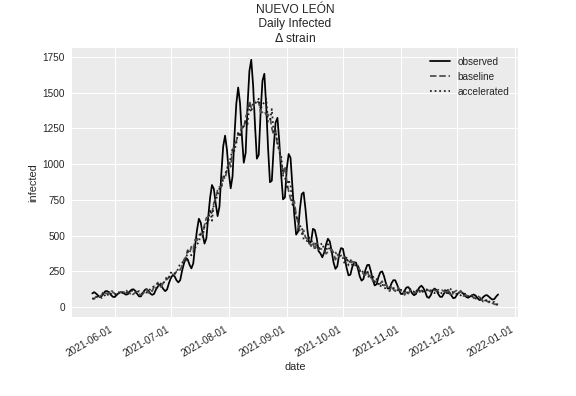 NUEVO LEÓN
Daily Infected
Δ strain
observed
baseline
accelerated
1750
1500
1250
1000
750
500
250
0
infected
2021-06-01
2021-07-01
2021-08-01
2021-09-01
2021-10-01
2021-11-01
2021-12-01
2022-01-01
date